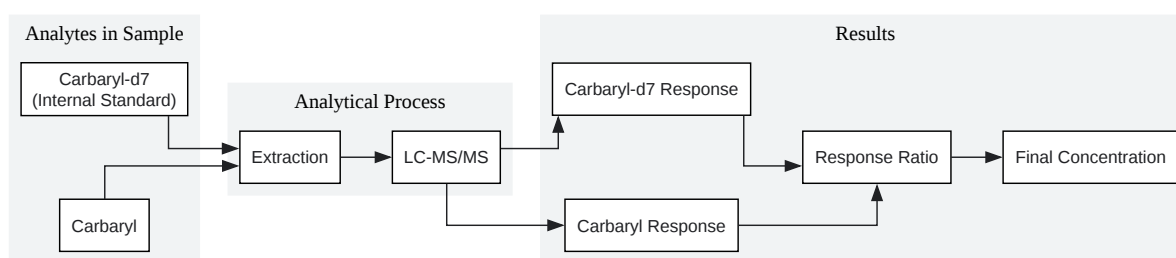 Analytes in Sample
Carbaryl-d7
(Internal Standard)
Carbaryl
Analytical Process
Extraction
LC-MS/MS
Results
Carbaryl-d7 Response
Carbaryl Response
Response Ratio
Final Concentration